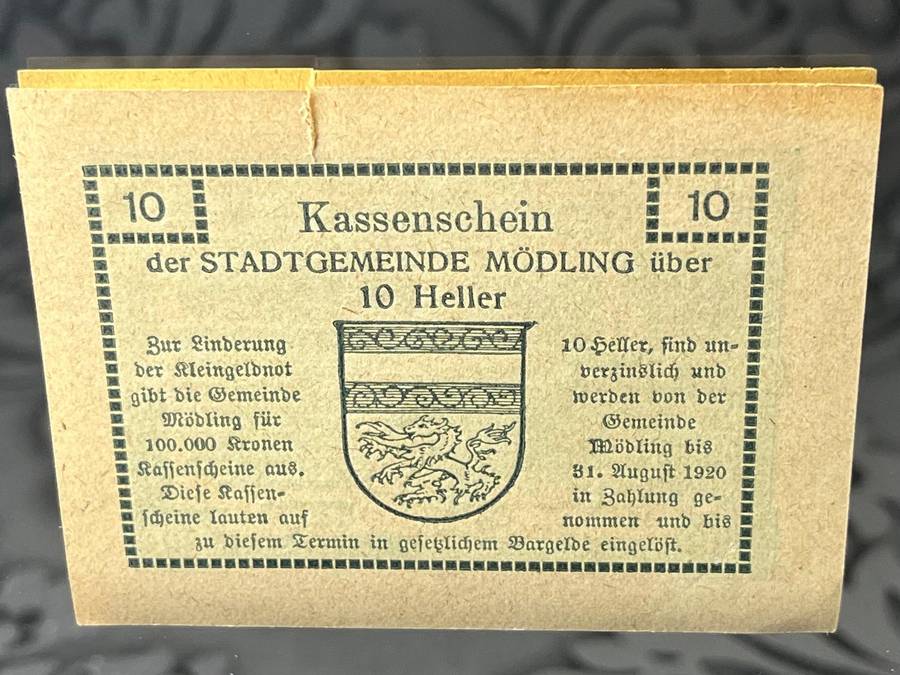 10
10
Kassenschein
der STADTGEMEINDE MÖDLING über
10 Heller
Zur Linderung
der Kleingeldnot
gibt die Gemeinde
Mödling für
100.000 Kronen
Kassenscheine aus.
Diese Kassen-
scheine lauten auf
10 Heller, sind un-
verzinslich und
werden von der
Gemeinde
Mödling bis
31. August 1920
in Zahlung ge-
nommen und bis
zu diesem Termin in gesetzlichem Bargelde eingelöst.